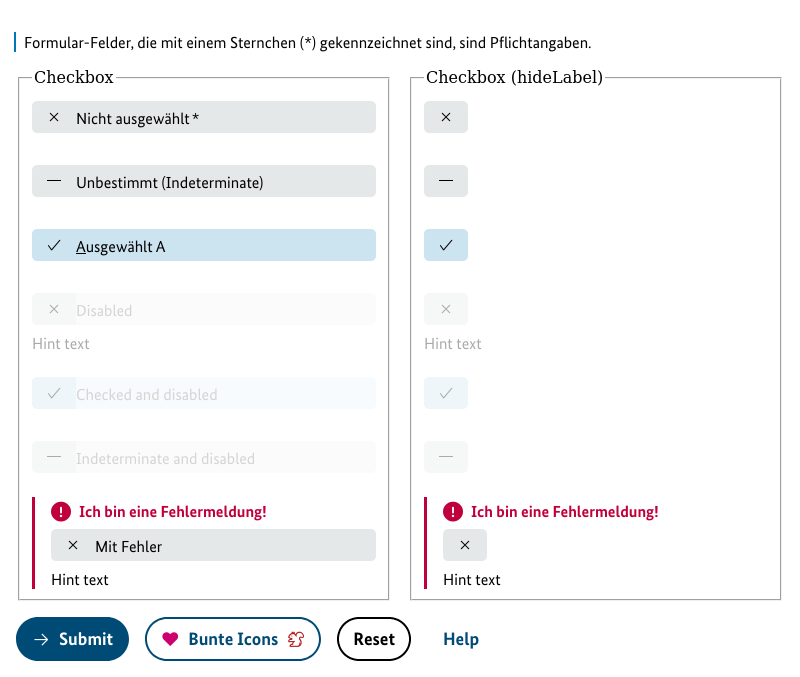 Formular-Felder, die mit einem Sternchen (*) gekennzeichnet sind, sind Pflichtangaben.
Checkbox
Nicht ausgewählt *
Unbestimmt (Indeterminate)
Ausgewählt A
Disabled
Hint text
Checked and disabled
Indeterminate and disabled
Ich bin eine Fehlermeldung!
Mit Fehler
Hint text
Checkbox (hideLabel)
Hint text
Ich bin eine Fehlermeldung!
Hint text
Submit
Bunte Icons
Reset
Help